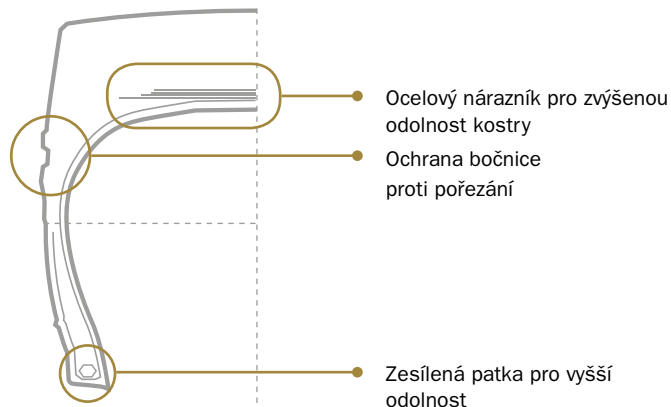 Ocelový nárazník pro zvýšenou
odolnost kostry
Ochrana bočnice
proti pořezání
Zesílená patka pro vyšší
odolnost